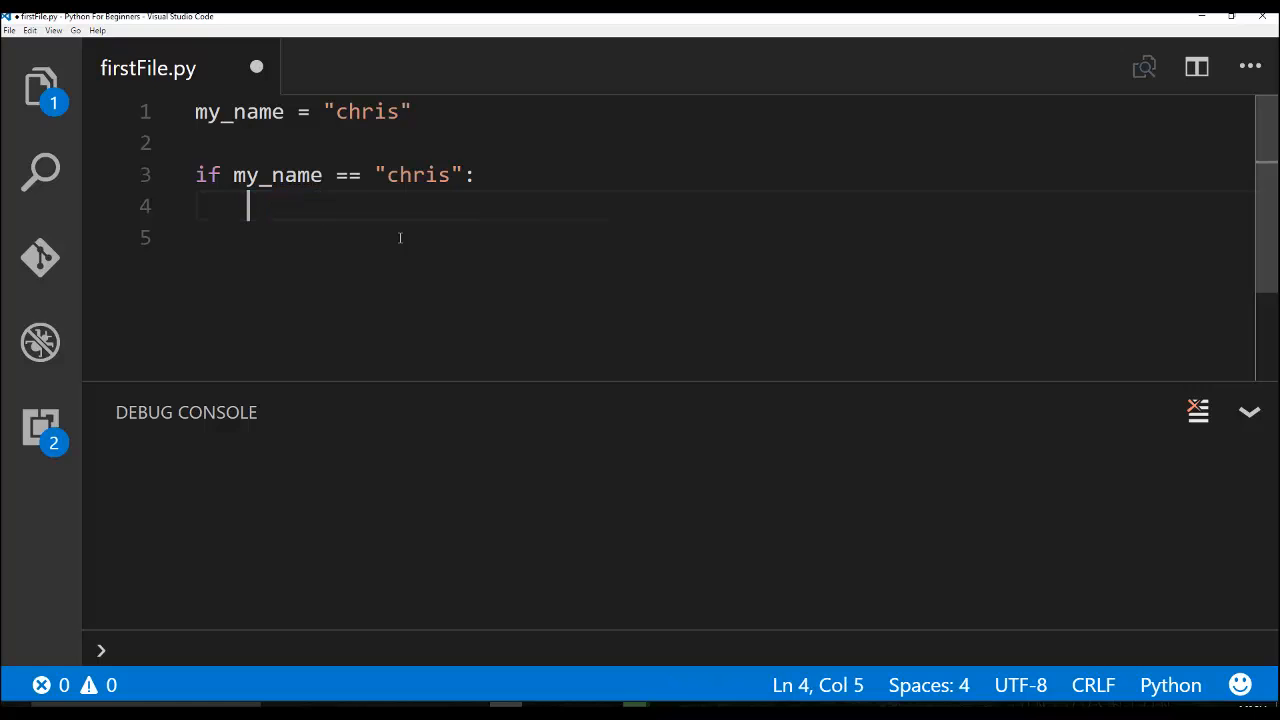 firstFile.py - Python For Beginners - Visual Studio Code
File Edit View Go Help
firstFile.py
1 my_name = "chris"
2
3 if my_name == "chris":
4
5
1
2
DEBUG CONSOLE
0 0 Ln 4, Col 5 Spaces: 4 UTF-8 CRLF Python